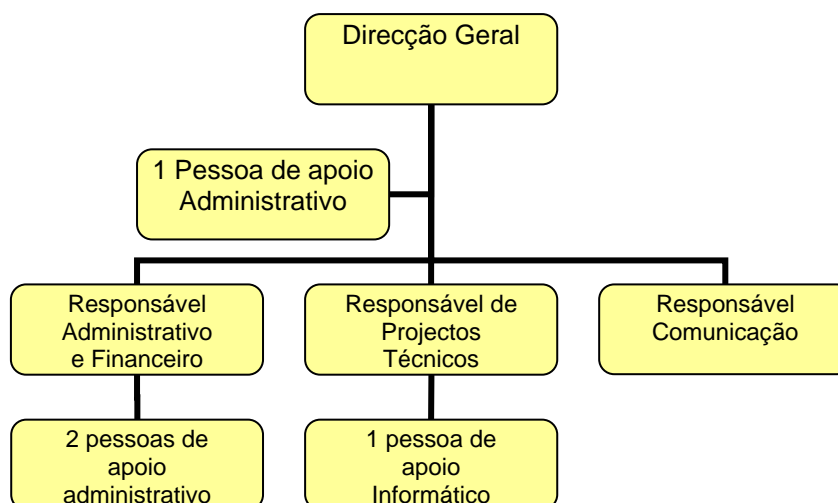 Direcção Geral
1 Pessoa de apoio
Administrativo
Responsável
Administrativo
e Financeiro
Responsável de
Projectos
Técnicos
Responsável
Comunicação
2 pessoas de
apoio
administrativo
1 pessoa de
apoio
Informático